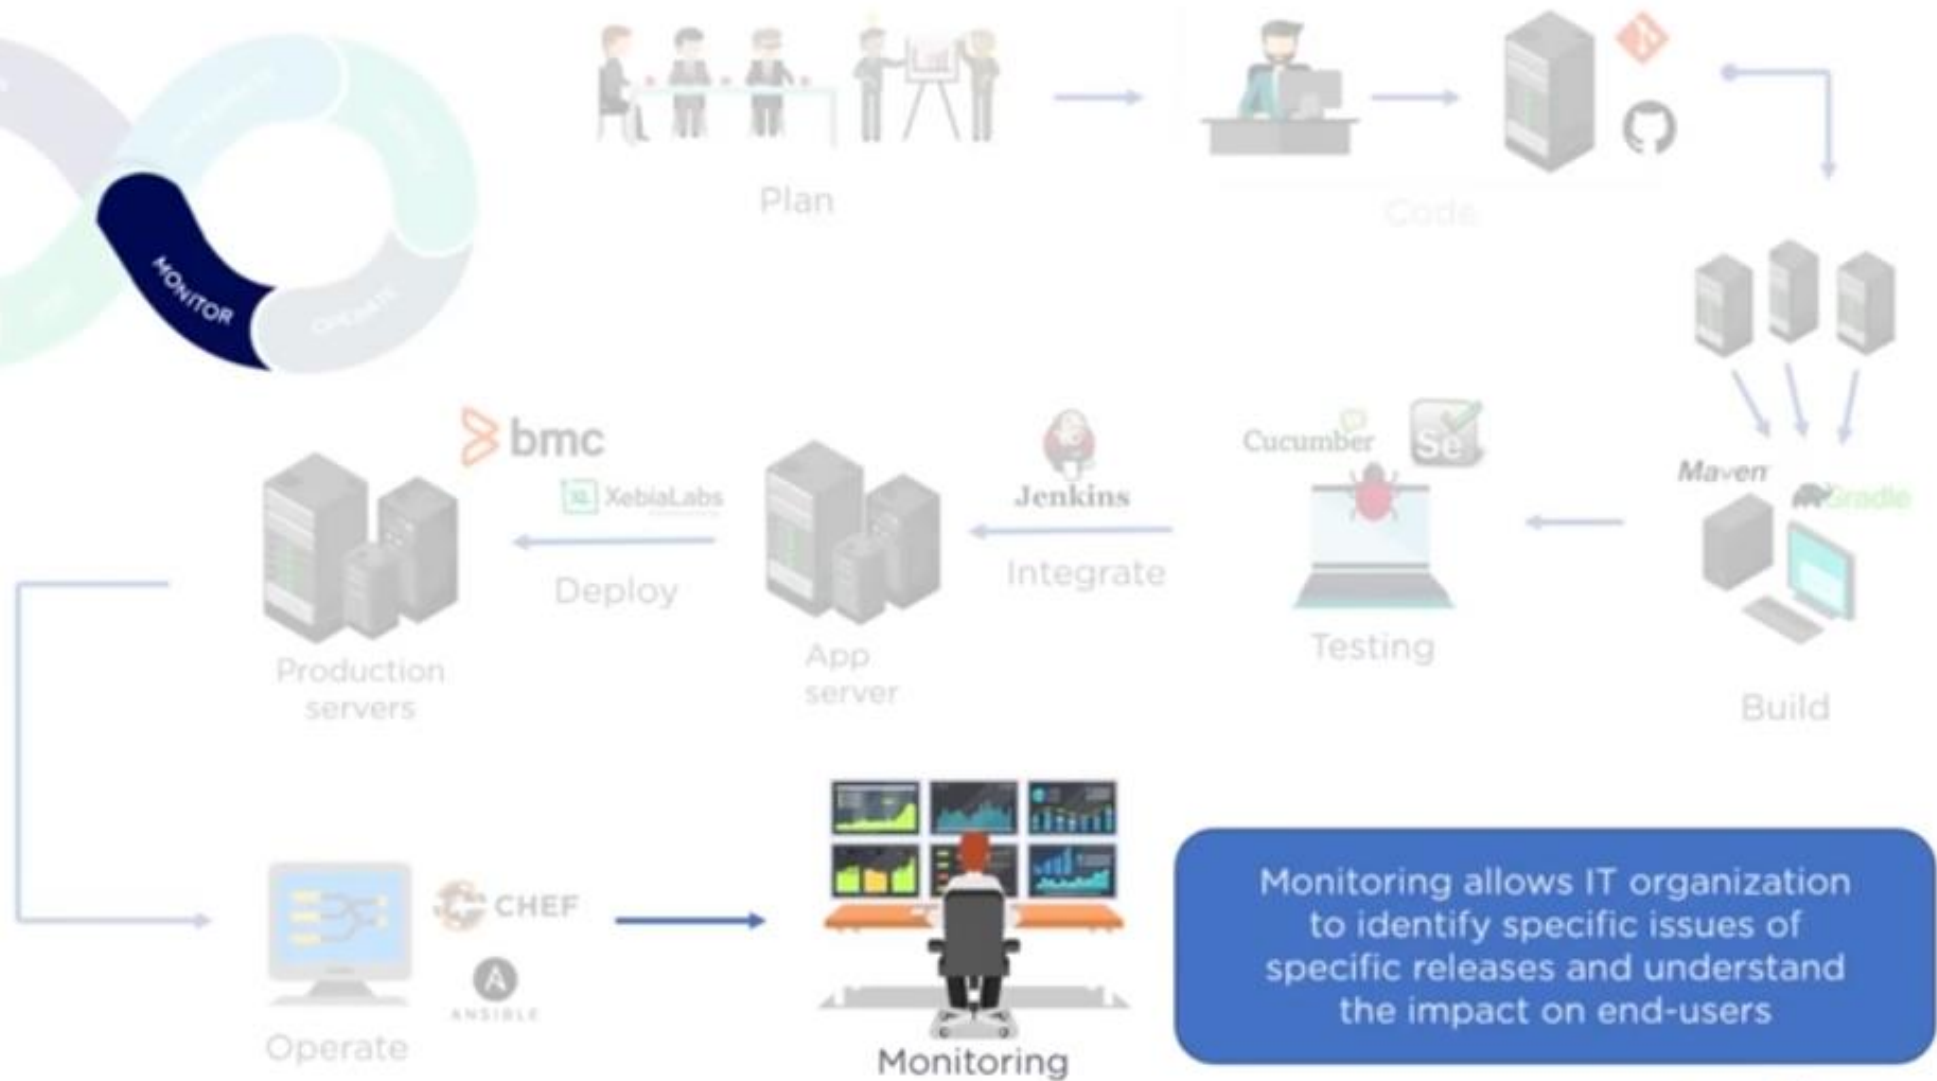 INTEGRATE
DEPLOY
MONITOR
OPERATE
Plan
Code
bmc
XebiaLabs
Deploy
Jenkins
Integrate
Cucumber
Se
Testing
Maven
Gradle
Build
Production
servers
App
server
CHEF
A
ANSIBLE
Operate
Monitoring
Monitoring allows IT organization
to identify specific issues of
specific releases and understand
the impact on end-users